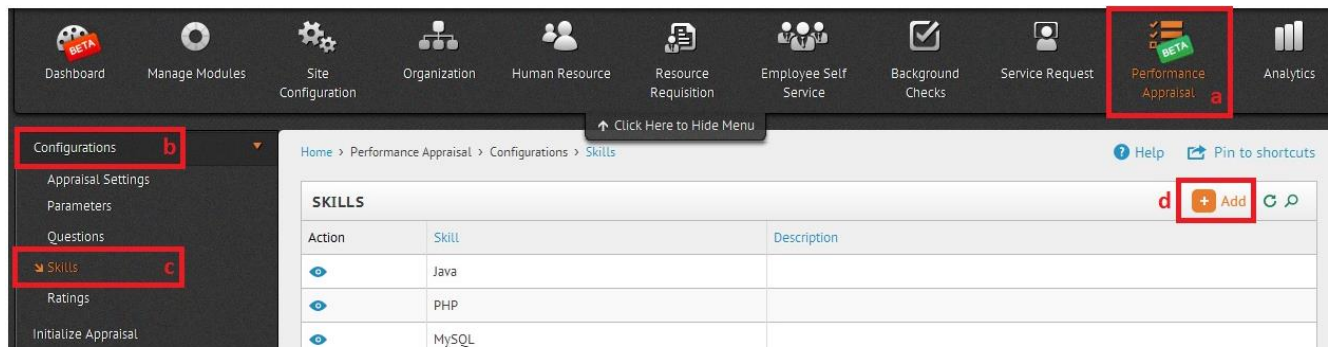 BETA
BETA
Dashboard Manage Modules Site Organization Human Resource Resource Employee Self Background Service Request Performance Analytics
Configuration Requisition Service Checks Appraisal a
Click Here to Hide Menu
Configurations b
Home > Performance Appraisal > Configurations > Skills
Help Pin to shortcuts
Appraisal Settings
Parameters
SKILLS d + Add
Questions
Action Skill Description
Skills c
Java
Ratings
PHP
Initialize Appraisal
MySQL